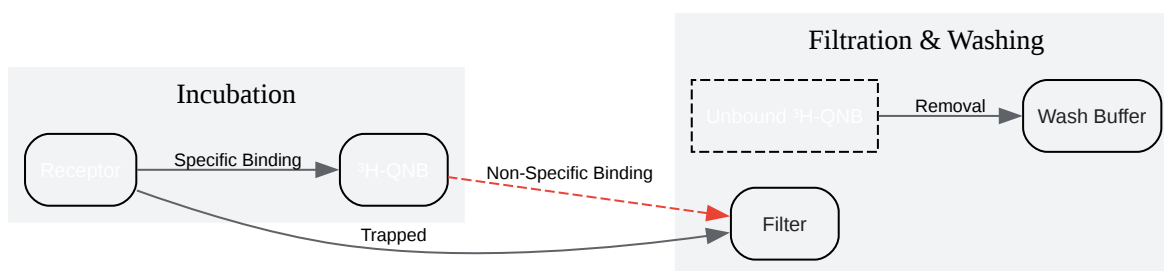 Filtration & Washing
Incubation
Unbound ³H-QNB
Removal
Wash Buffer
Receptor
Specific Binding
³H-QNB
Non-Specific Binding
Trapped
Filter